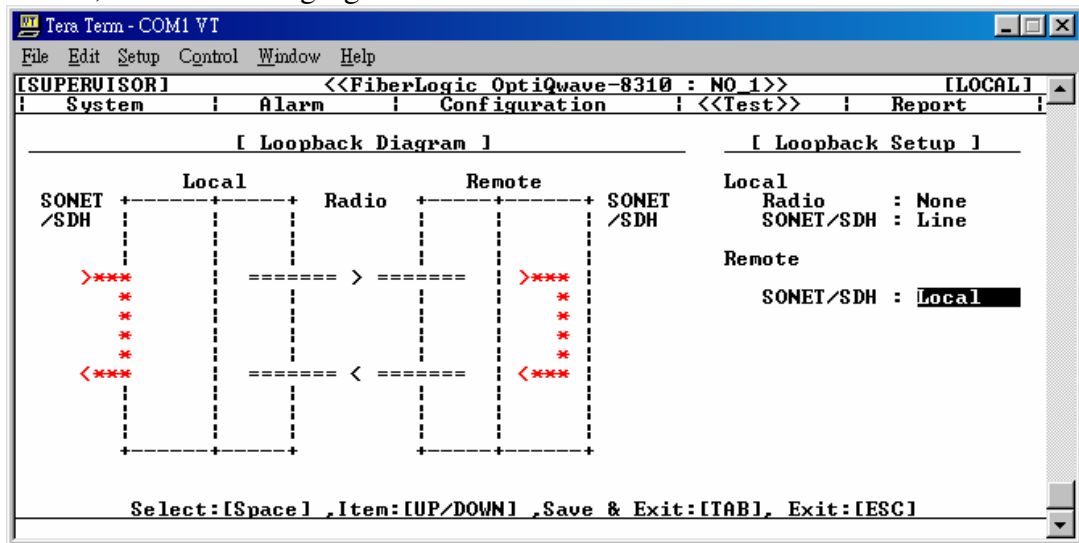 Tera Term - COM1 VT
File Edit Setup Control Window Help
[SUPERVISOR] <<FiberLogic OptiQwave-8310 : NO_1>> [LOCAL]
System | Alarm | Configuration | <<Test>> | Report |
[ Loopback Diagram ] [ Loopback Setup ]
Local Remote Local
SONET +------+-----+ Radio +-----+------+ SONET Radio : None
/SDH /SDH SONET/SDH : Line
Remote
>*** ======= > ======= >***
* * SONET/SDH : Local
* *
* *
* *
<*** ======= < ======= <***
+------+-----+ +-----+------+
Select:[Space] ,Item:[UP/DOWN] ,Save & Exit:[TAB], Exit:[ESC]